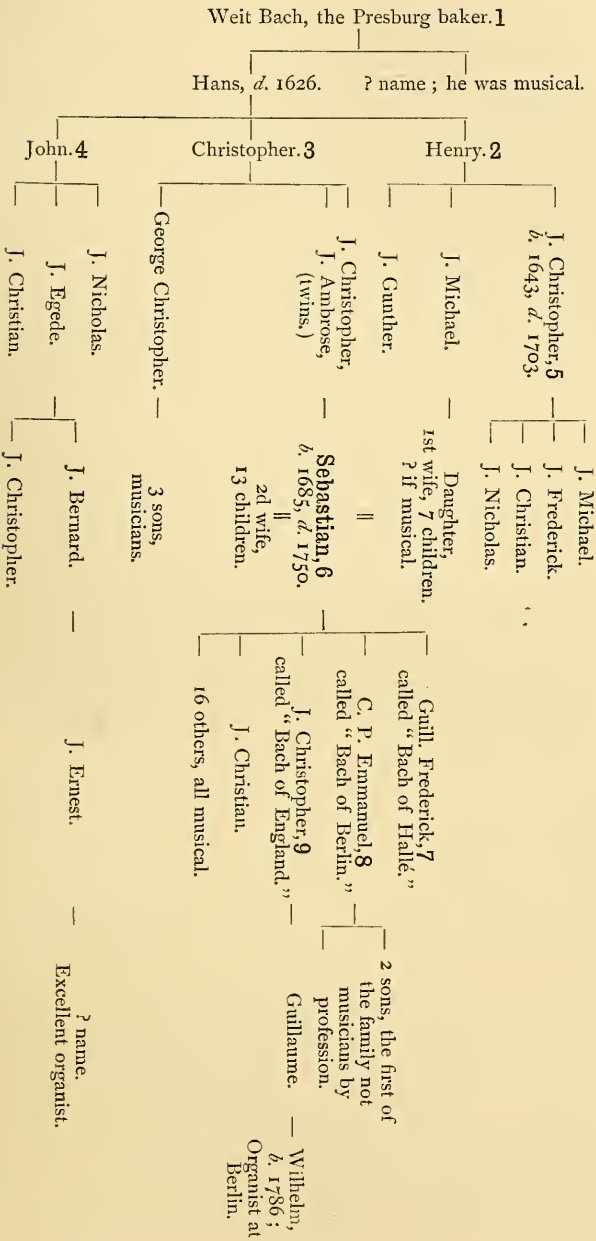 Weit Bach, the Presburg baker.1
Hans, d. 1626.
? name ; he was musical.
John.4
Christopher.3
Henry.2
J. Christian.
J. Egede.
J. Nicholas.
George Christopher.
J. Christopher,
J. Ambrose,
(twins.)
J. Gunther.
J. Michael.
J. Christopher,5
b. 1643, d. 1703.
J. Christopher.
J. Bernard.
3 sons,
musicians.
Sebastian,6
b. 1685, d. 1750.
2d wife,
13 children.
Daughter,
1st wife, 7 children.
? if musical.
J. Michael.
J. Frederick.
J. Christian.
J. Nicholas.
J. Ernest.
Guill. Frederick,7
called “ Bach of Hallé.”
C. P. Emmanuel,8
called “ Bach of Berlin.”
J. Christopher,9
called “ Bach of England.”
J. Christian.
16 others, all musical.
? name.
Excellent organist.
2 sons, the first of
the family not
musicians by
profession.
Guillaume.
Wilhelm,
b. 1786 ;
Organist at
Berlin.